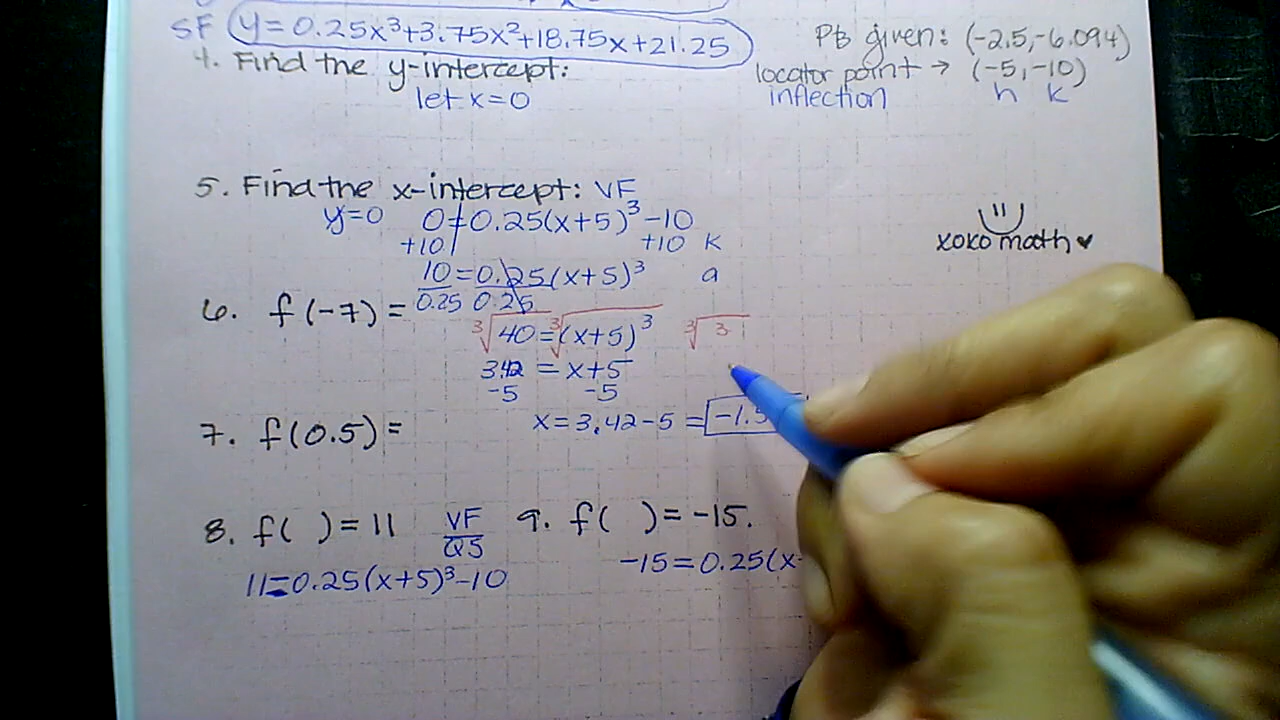 SF y=0.25x³+3.75x²+18.75x+21.25
PB given: (-2.5,-6.094)
4. Find the y-intercept:
let x=0
locator point → (-5,-10)
inflection h k
5. Find the x-intercept: VF
y=0 0=0.25(x+5)³-10
+10 +10 k
10=0.25(x+5)³ a
0.25 0.25
6. f(-7)=
∛40=∛(x+5)³ ∛3
3.42 = x+5
-5 -5
x=3.42-5=-1.5
7. f(0.5)=
8. f( )=11 VF
QS
11=0.25(x+5)³-10
9. f( )=-15.
-15=0.25(x-
xoxo math ♥